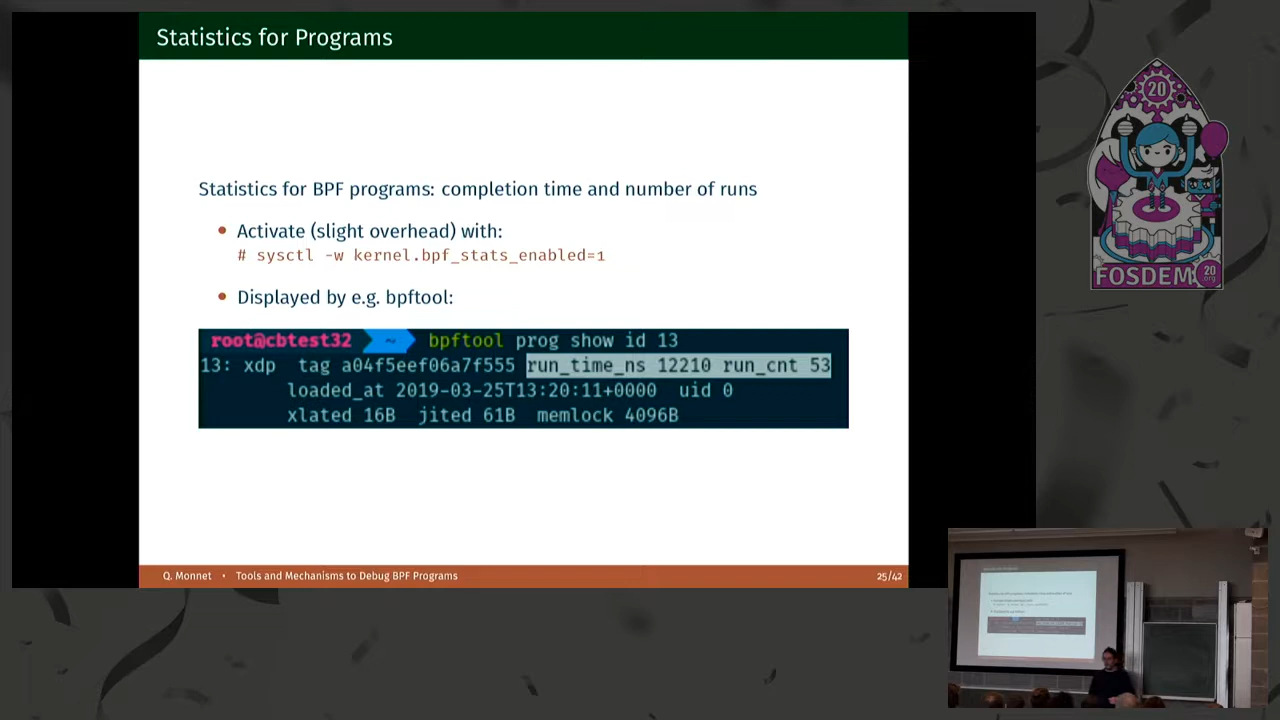 Statistics for Programs
Statistics for BPF programs: completion time and number of runs
• Activate (slight overhead) with:
# sysctl -w kernel.bpf_stats_enabled=1
• Displayed by e.g. bpftool:
root@cbtest32 ~ bpftool prog show id 13
13: xdp tag a04f5eef06a7f555 run_time_ns 12210 run_cnt 53
loaded_at 2019-03-25T13:20:11+0000 uid 0
xlated 16B jited 61B memlock 4096B
Q. Monnet • Tools and Mechanisms to Debug BPF Programs
25/42
20
FOSDEM 20
.org